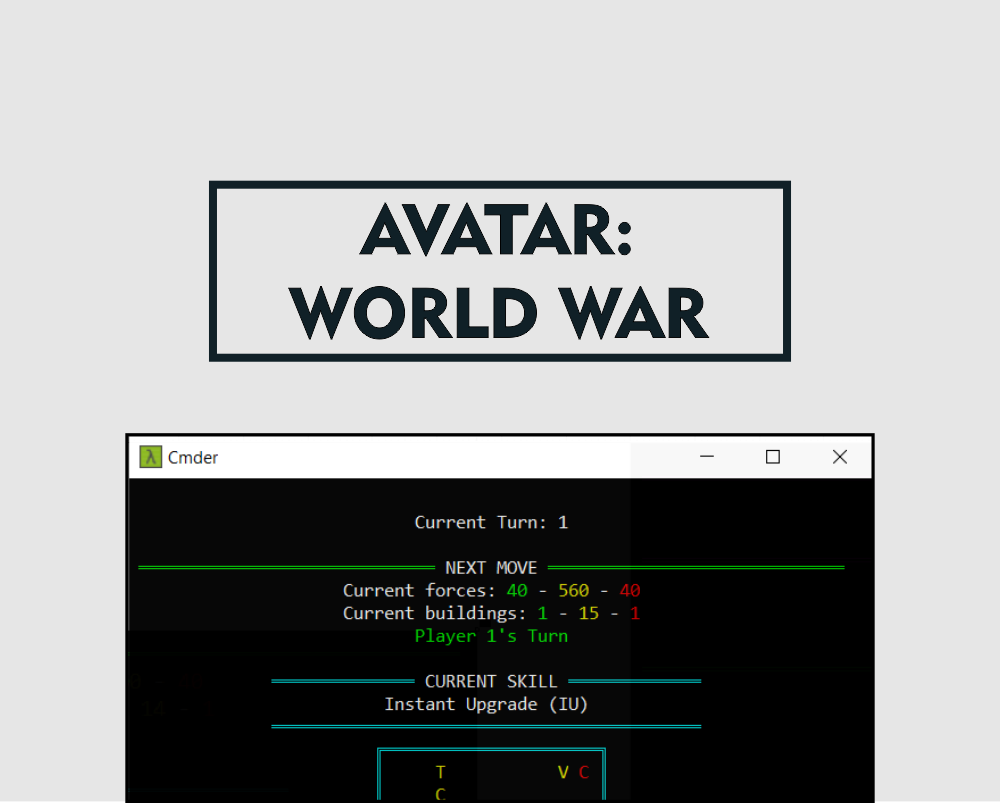 AVATAR:
WORLD WAR
λ Cmder
Current Turn: 1
NEXT MOVE
Current forces: 40 - 560 - 40
Current buildings: 1 - 15 - 1
Player 1's Turn
CURRENT SKILL
Instant Upgrade (IU)
T V C
C